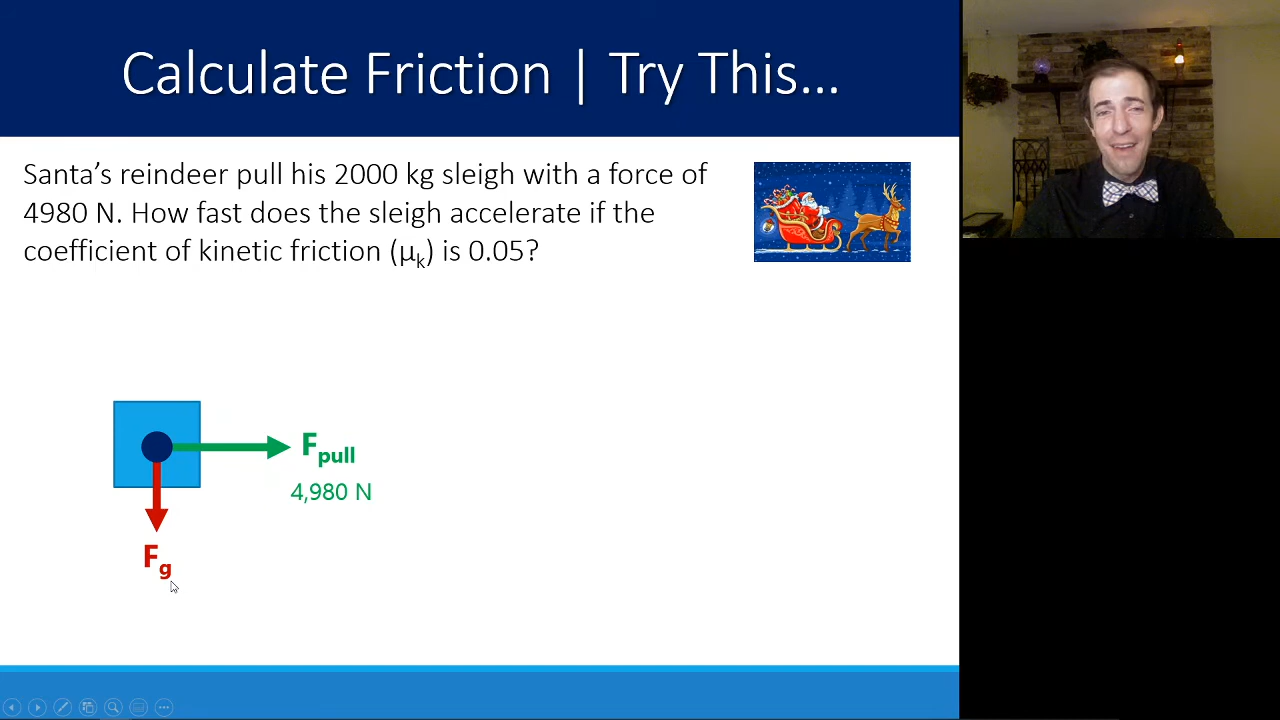 Calculate Friction | Try This...
Santa's reindeer pull his 2000 kg sleigh with a force of
4980 N. How fast does the sleigh accelerate if the
coefficient of kinetic friction (μk) is 0.05?
Fpull
4,980 N
Fg